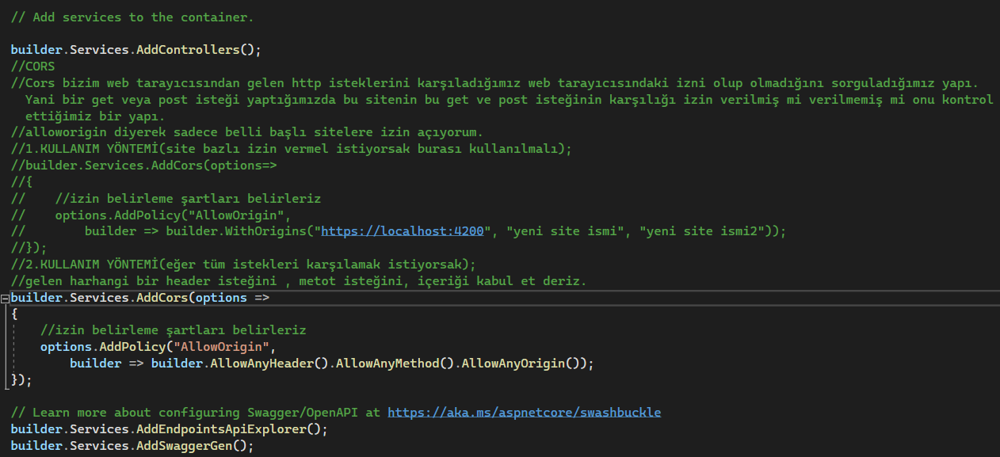 // Add services to the container.
builder.Services.AddControllers();
//CORS
//Cors bizim web tarayıcısından gelen http isteklerini karşıladığımız web tarayıcısındaki izni olup olmadığını sorguladığımız yapı.
Yani bir get veya post isteği yaptığımızda bu sitenin bu get ve post isteğinin karşılığı izin verilmiş mi verilmemiş mi onu kontrol
ettiğimiz bir yapı.
//alloworigin diyerek sadece belli başlı sitelere izin açıyorum.
//1.KULLANIM YÖNTEMİ(site bazlı izin vermel istiyorsak burası kullanılmalı);
//builder.Services.AddCors(options=>
//{
//    //izin belirleme şartları belirleriz
//    options.AddPolicy("AllowOrigin",
//        builder => builder.WithOrigins("https://localhost:4200", "yeni site ismi", "yeni site ismi2"));
//});
//2.KULLANIM YÖNTEMİ(eğer tüm istekleri karşılamak istiyorsak);
//gelen harhangi bir header isteğini , metot isteğini, içeriği kabul et deriz.
builder.Services.AddCors(options =>
{
    //izin belirleme şartları belirleriz
    options.AddPolicy("AllowOrigin",
        builder => builder.AllowAnyHeader().AllowAnyMethod().AllowAnyOrigin());
});
// Learn more about configuring Swagger/OpenAPI at https://aka.ms/aspnetcore/swashbuckle
builder.Services.AddEndpointsApiExplorer();
builder.Services.AddSwaggerGen();